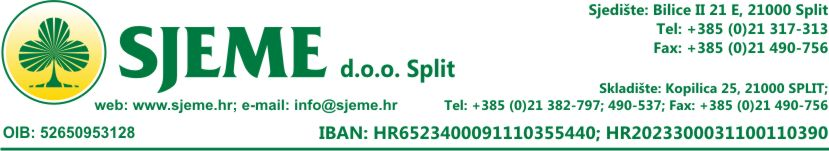 Sjedište: Bilice II 21 E, 21000 Split
Tel: +385 (0)21 317-313
Fax: +385 (0)21 490-756
SJEME d.o.o. Split
Skladište: Kopilica 25, 21000 SPLIT;
web: www.sjeme.hr; e-mail: info@sjeme.hr
Tel: +385 (0)21 382-797; 490-537; Fax: +385 (0)21 490-756
OIB: 52650953128
IBAN: HR6523400091110355440; HR2023300031100110390